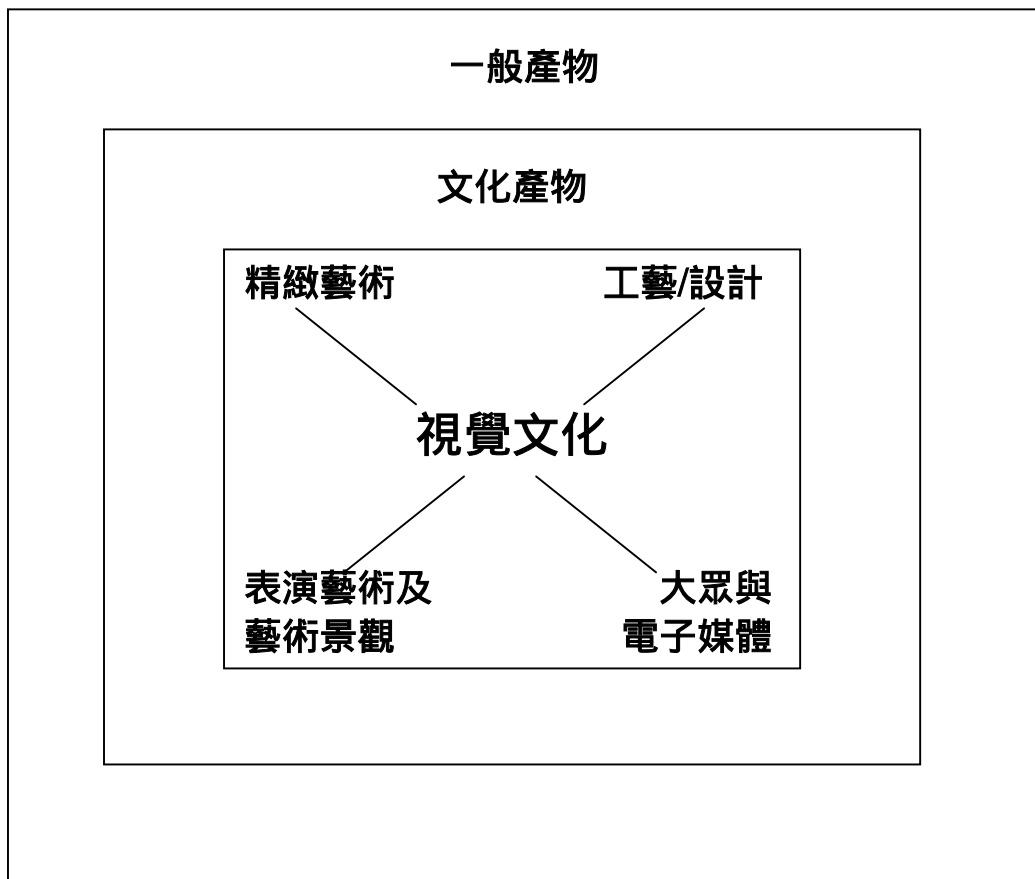 一般產物
文化產物
精緻藝術
工藝/設計
視覺文化
表演藝術及
藝術景觀
大眾與
電子媒體